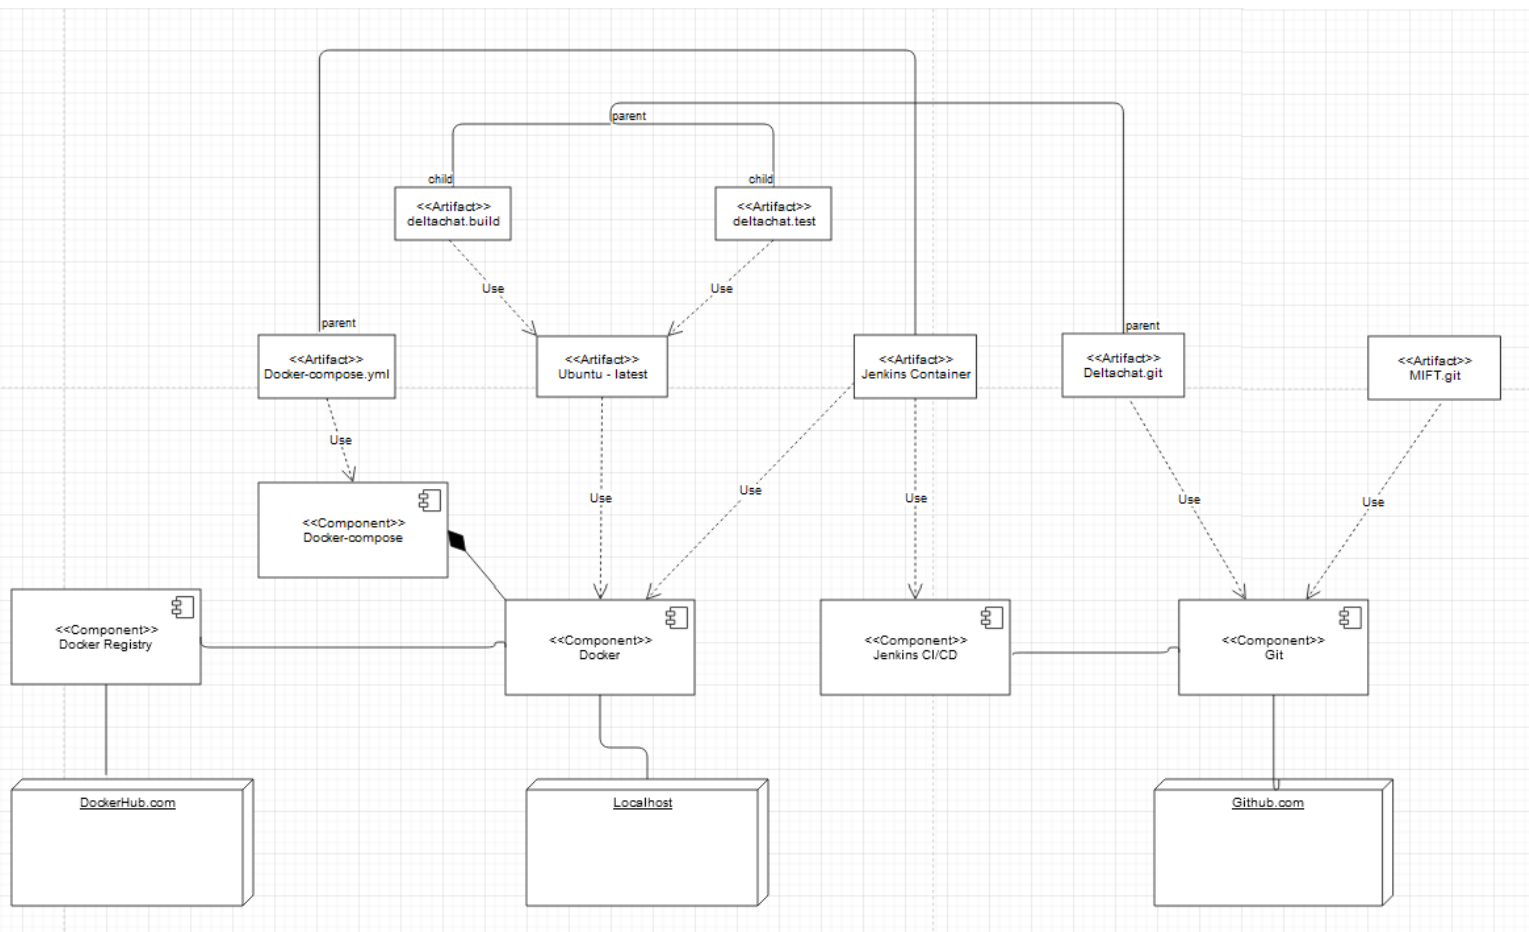 parent
child
child
<<Artifact>>
deltachat.build
<<Artifact>>
deltachat.test
Use
Use
parent
parent
<<Artifact>>
Docker-compose.yml
<<Artifact>>
Ubuntu - latest
<<Artifact>>
Jenkins Container
<<Artifact>>
Deltachat.git
<<Artifact>>
MIFT.git
Use
Use
Use
Use
Use
Use
<<Component>>
Docker-compose
<<Component>>
Docker Registry
<<Component>>
Docker
<<Component>>
Jenkins CI/CD
<<Component>>
Git
DockerHub.com
Localhost
Github.com